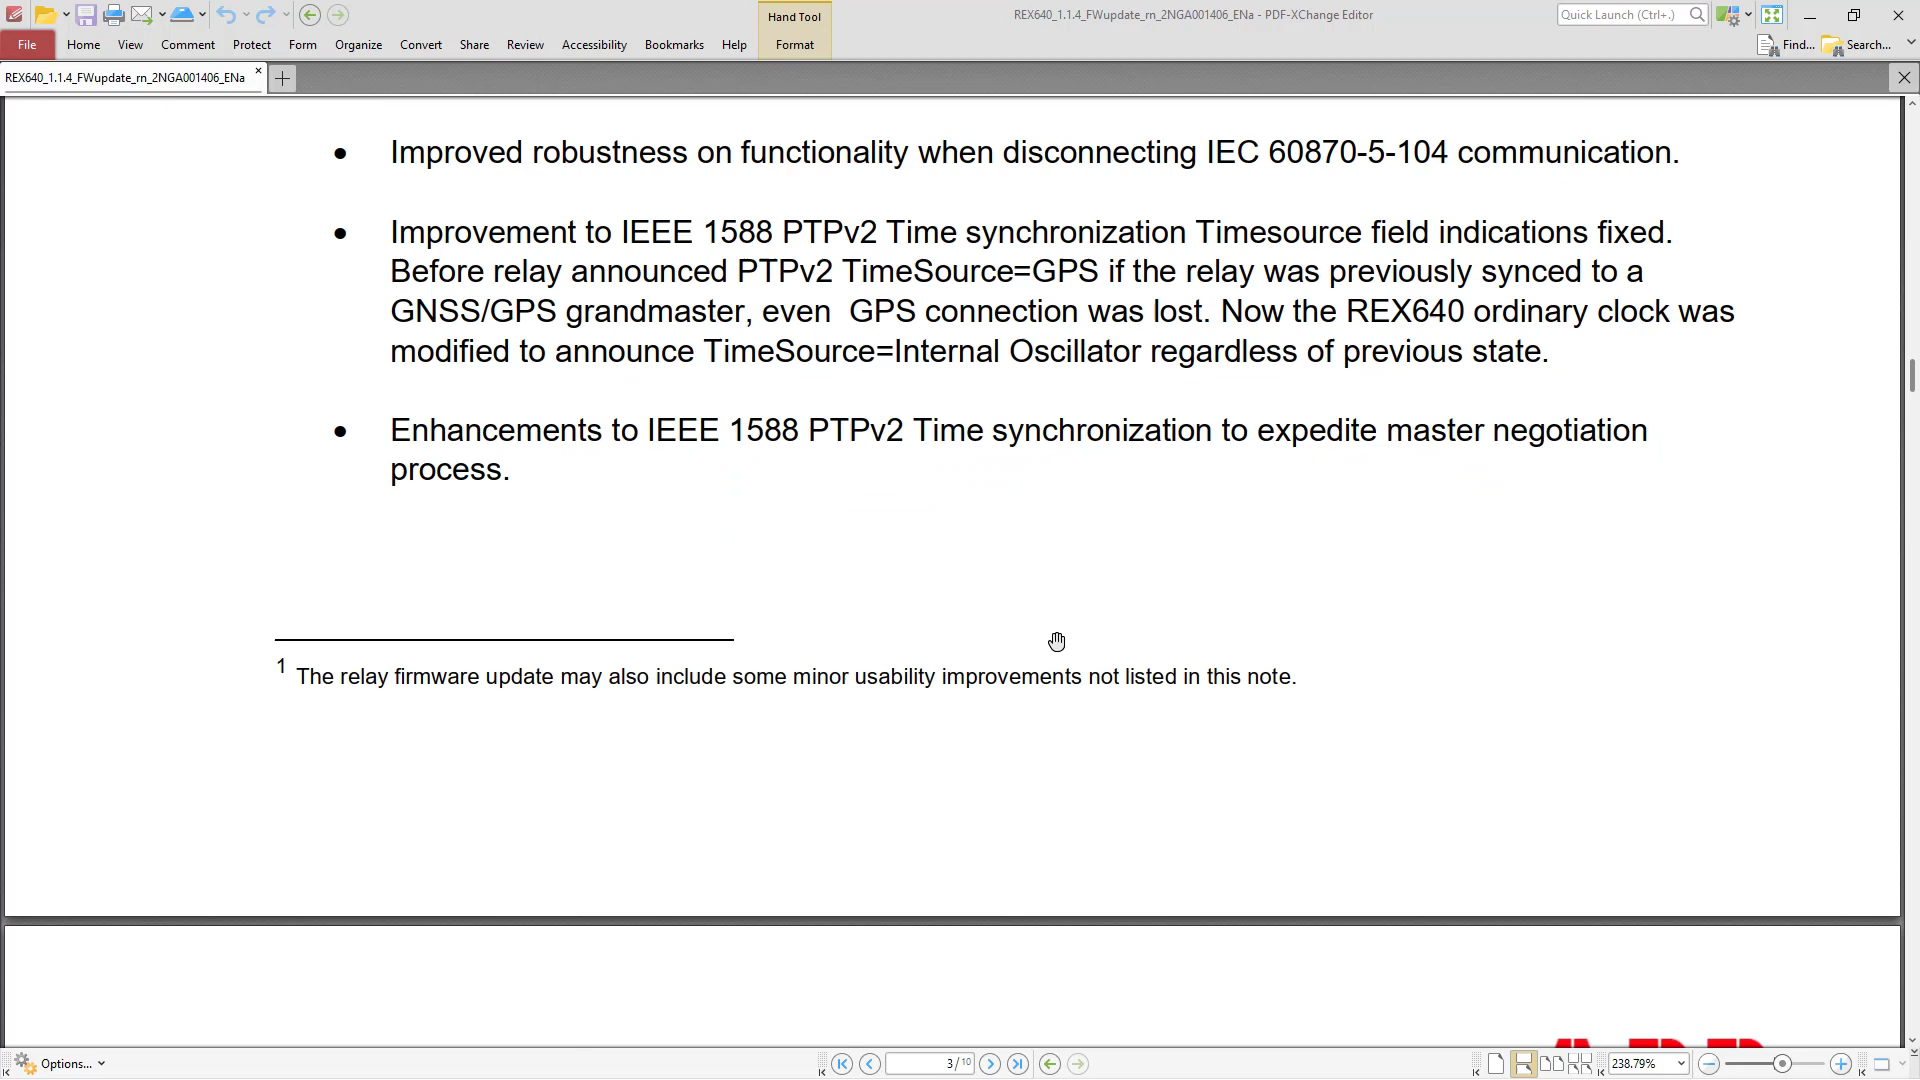 Hand Tool
REX640_1.1.4_FWupdate_rn_2NGA001406_ENa - PDF-XChange Editor
Quick Launch (Ctrl+.)
File
Home
View
Comment
Protect
Form
Organize
Convert
Share
Review
Accessibility
Bookmarks
Help
Format
Find...
Search...
REX640_1.1.4_FWupdate_rn_2NGA001406_ENa
• Improved robustness on functionality when disconnecting IEC 60870-5-104 communication.
• Improvement to IEEE 1588 PTPv2 Time synchronization Timesource field indications fixed.
Before relay announced PTPv2 TimeSource=GPS if the relay was previously synced to a
GNSS/GPS grandmaster, even  GPS connection was lost. Now the REX640 ordinary clock was
modified to announce TimeSource=Internal Oscillator regardless of previous state.
• Enhancements to IEEE 1588 PTPv2 Time synchronization to expedite master negotiation
process.
1 The relay firmware update may also include some minor usability improvements not listed in this note.
Options...
3 / 10
238.79%